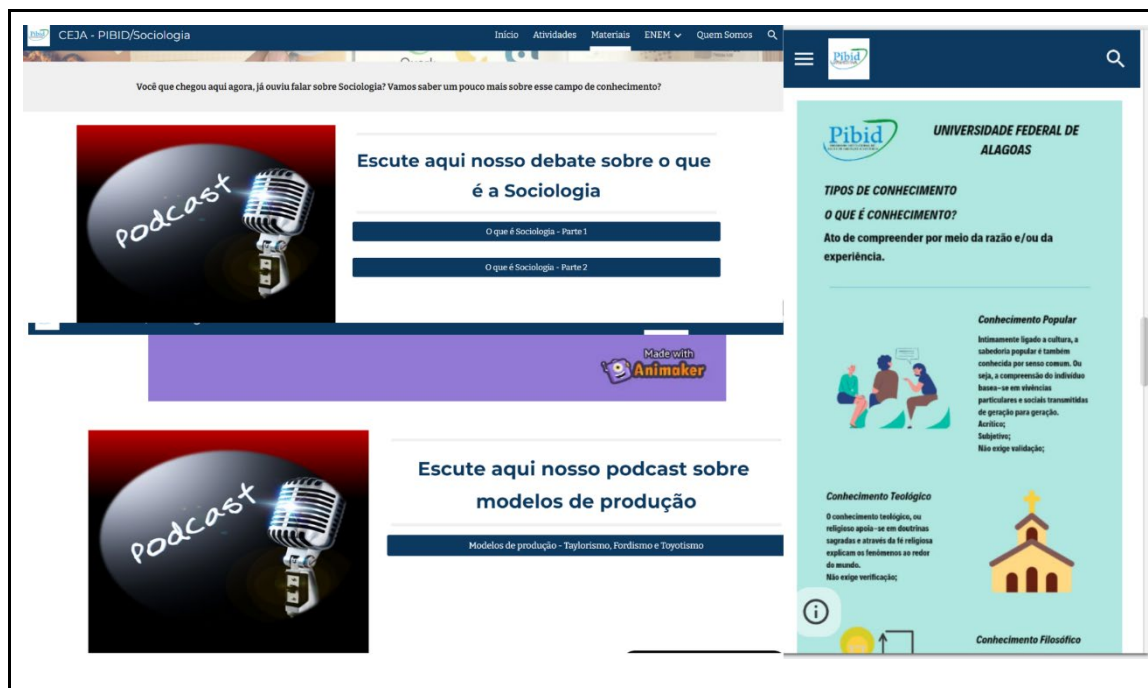 Pibid
CEJA - PIBID/Sociologia
Início Atividades Materiais ENEM Quem Somos
Você que chegou aqui agora, já ouviu falar sobre Sociologia? Vamos saber um pouco mais sobre esse campo de conhecimento?
podcast
Escute aqui nosso debate sobre o que
é a Sociologia
O que é Sociologia - Parte 1
O que é Sociologia - Parte 2
Made with
Animaker
podcast
Escute aqui nosso podcast sobre
modelos de produção
Modelos de produção - Taylorismo, Fordismo e Toyotismo
Pibid
Pibid
UNIVERSIDADE FEDERAL DE
ALAGOAS
TIPOS DE CONHECIMENTO
O QUE É CONHECIMENTO?
Ato de compreender por meio da razão e/ou da
experiência.
Conhecimento Popular
Intimamente ligado a cultura, a
sabedoria popular é também
conhecida por senso comum. Ou
seja, a compreensão do indivíduo
basea-se em vivências
particulares e sociais transmitidas
de geração para geração.
Acrítico;
Subjetivo;
Não exige validação;
Conhecimento Teológico
O conhecimento teológico, ou
religioso apoia-se em doutrinas
sagradas e através da fé religiosa
explicam os fenômenos ao redor
do mundo.
Não exige verificação;
Conhecimento Filosófico